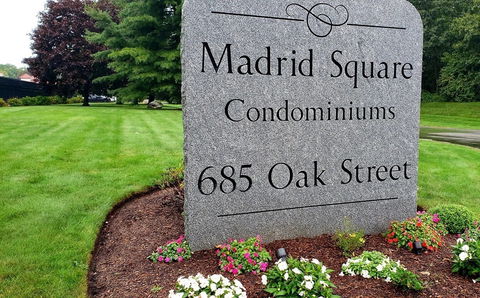 Madrid Square
Condominiums
685 Oak Street